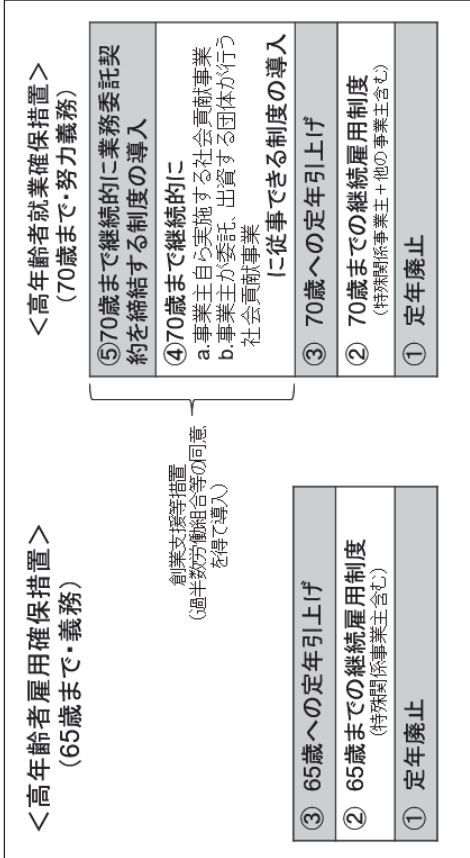 ＜高年齢者雇用確保措置＞
(65歳まで・義務)
③ 65歳への定年引上げ
② 65歳までの継続雇用制度
(特殊関係事業主含む)
① 定年廃止
創業支援等措置
(過半数労働組合等の同意
を得て導入)
＜高年齢者就業確保措置＞
(70歳まで・努力義務)
⑤70歳まで継続的に業務委託契
約を締結する制度の導入
④70歳まで継続的に
a.事業主自ら実施する社会貢献事業
b.事業主が委託、出資する団体が行う
社会貢献事業
に従事できる制度の導入
③ 70歳への定年引上げ
② 70歳までの継続雇用制度
(特殊関係事業主+他の事業主含む)
① 定年廃止